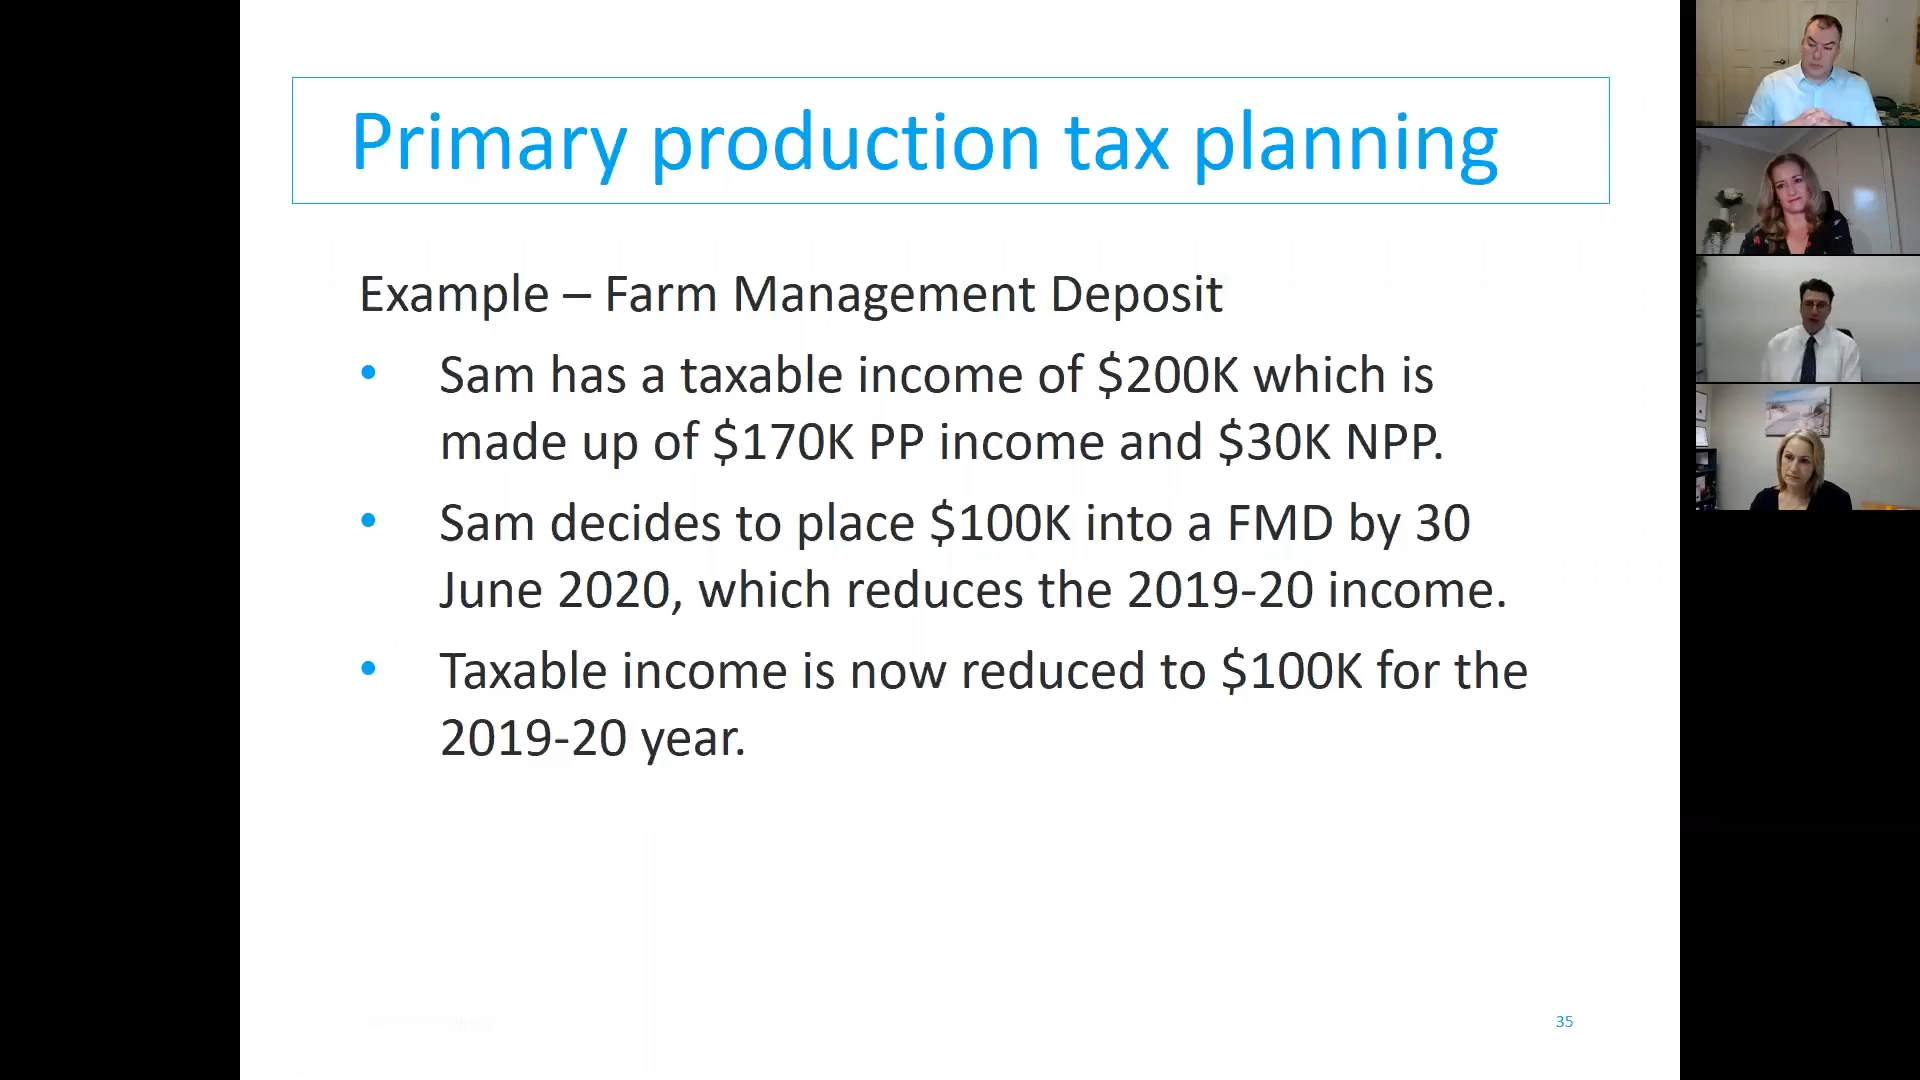 Primary production tax planning
Example – Farm Management Deposit
• Sam has a taxable income of $200K which is
made up of $170K PP income and $30K NPP.
• Sam decides to place $100K into a FMD by 30
June 2020, which reduces the 2019-20 income.
• Taxable income is now reduced to $100K for the
2019-20 year.
35